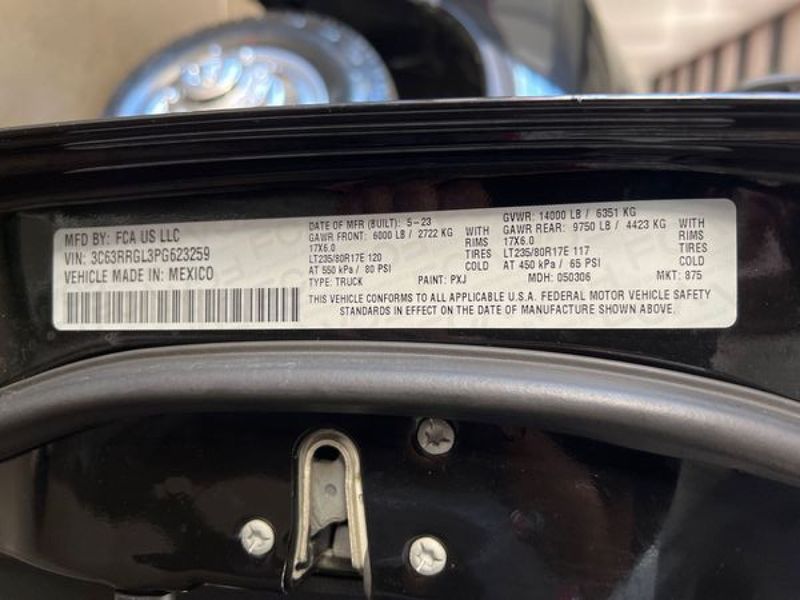 MFD BY: FCA US LLC
VIN: 3C63RRGL3PG623259
VEHICLE MADE IN: MEXICO
DATE OF MFR (BUILT): 5-23
GAWR FRONT: 6000 LB / 2722 KG WITH
17X6.0 RIMS
LT235/80R17E 120 TIRES
AT 550 kPa / 80 PSI COLD
TYPE: TRUCK PAINT: PXJ
GVWR: 14000 LB / 6351 KG
GAWR REAR: 9750 LB / 4423 KG WITH
17X6.0 RIMS
LT235/80R17E 117 TIRES
AT 450 kPa / 65 PSI COLD
MDH: 050306 MKT: 875
THIS VEHICLE CONFORMS TO ALL APPLICABLE U.S.A. FEDERAL MOTOR VEHICLE SAFETY
STANDARDS IN EFFECT ON THE DATE OF MANUFACTURE SHOWN ABOVE.